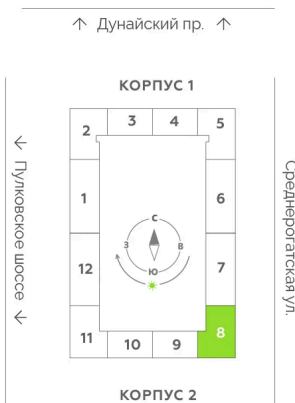 ↑ Дунайский пр. ↑
КОРПУС 1
2 3 4 5
← Пулковское шоссе ←
1 6
Среднерогатская ул.
С
З В
Ю
12 7
11 10 9 8
КОРПУС 2